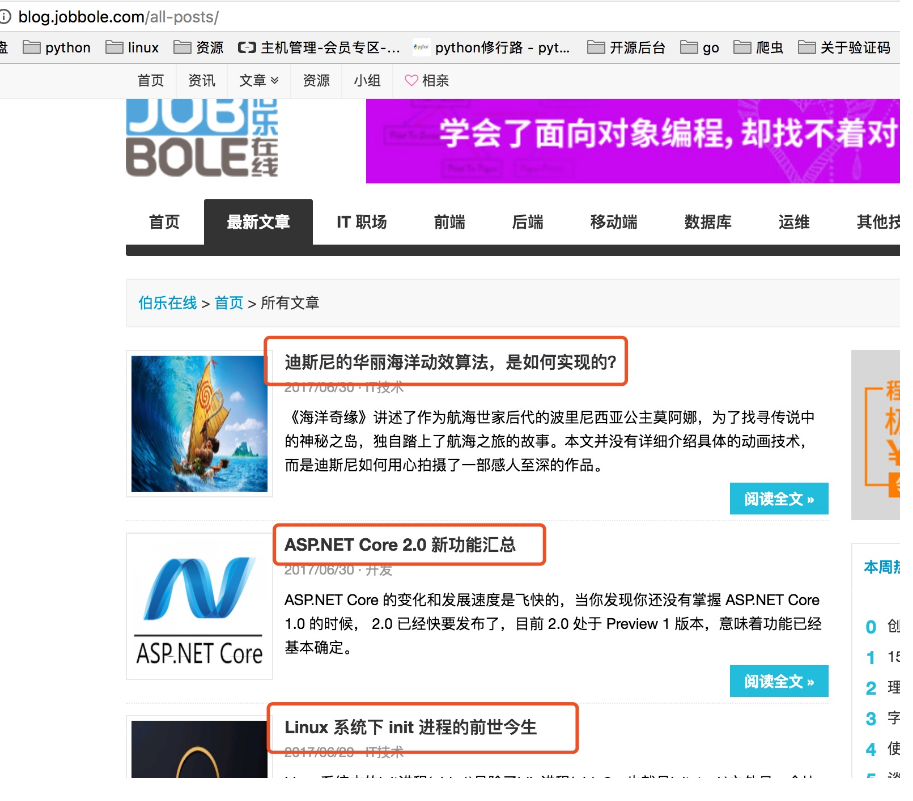 blog.jobbole.com/all-posts/
盘 python linux 资源 主机管理-会员专区-... python修行路 - pyt... 开源后台 go 爬虫 关于验证码
首页 资讯 文章 资源 小组 相亲
JOB 伯乐
BOLE 在线
学会了面向对象编程, 却找不着对
首页 最新文章 IT 职场 前端 后端 移动端 数据库 运维 其他技
伯乐在线 > 首页 > 所有文章
迪斯尼的华丽海洋动效算法，是如何实现的?
2017/06/30 · IT技术
《海洋奇缘》讲述了作为航海世家后代的波里尼西亚公主莫阿娜，为了找寻传说中
的神秘之岛，独自踏上了航海之旅的故事。本文并没有详细介绍具体的动画技术，
而是迪斯尼如何用心拍摄了一部感人至深的作品。
阅读全文 »
ASP.NET Core 2.0 新功能汇总
2017/06/30 · 开发
ASP.NET Core 的变化和发展速度是飞快的，当你发现你还没有掌握 ASP.NET Core
1.0 的时候， 2.0 已经快要发布了，目前 2.0 处于 Preview 1 版本，意味着功能已经
基本确定。
ASP.NET Core
阅读全文 »
Linux 系统下 init 进程的前世今生
2017/06/29 · IT技术
程
极
¥
本周热
0 创
1 15
2 理
3 字
4 使
5